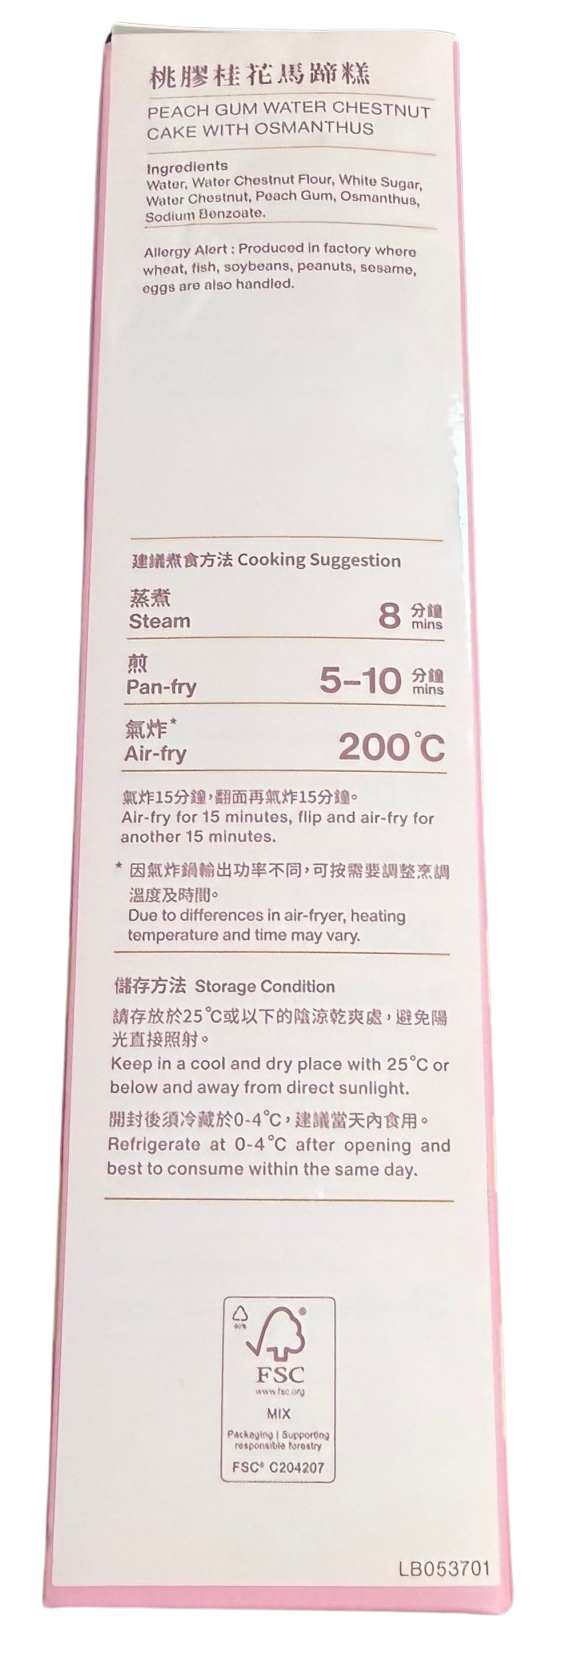 桃膠桂花馬蹄糕
PEACH GUM WATER CHESTNUT
CAKE WITH OSMANTHUS
Ingredients
Water, Water Chestnut Flour, White Sugar,
Water Chestnut, Peach Gum, Osmanthus,
Sodium Benzoate.
Allergy Alert : Produced in factory where
wheat, fish, soybeans, peanuts, sesame,
eggs are also handled.
建議煮食方法 Cooking Suggestion
蒸煮
Steam
8 分鐘
mins
煎
Pan-fry
5-10 分鐘
mins
氣炸*
Air-fry
200°C
氣炸15分鐘，翻面再氣炸15分鐘。
Air-fry for 15 minutes, flip and air-fry for
another 15 minutes.
* 因氣炸鍋輸出功率不同，可按需要調整烹調
溫度及時間。
Due to differences in air-fryer, heating
temperature and time may vary.
儲存方法 Storage Condition
請存放於25°C或以下的陰涼乾爽處，避免陽
光直接照射。
Keep in a cool and dry place with 25°C or
below and away from direct sunlight.
開封後須冷藏於0-4°C，建議當天內食用。
Refrigerate at 0-4°C after opening and
best to consume within the same day.
FSC
www.fsc.org
MIX
Packaging | Supporting
responsible forestry
FSC® C204207
LB053701